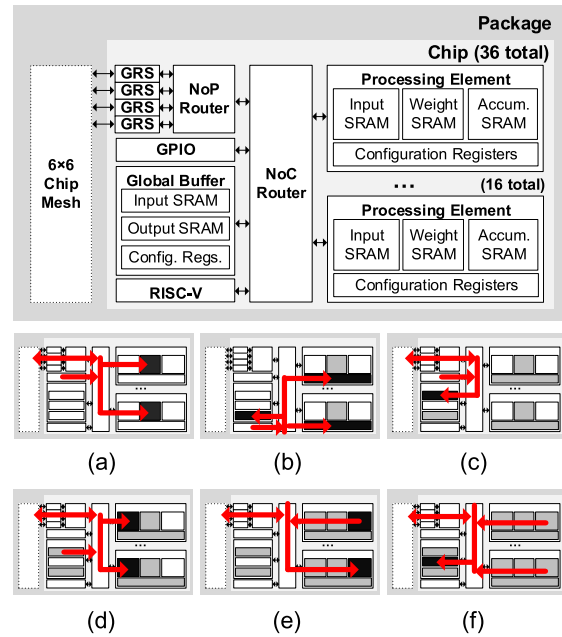 Package
Chip (36 total)
6×6
Chip
Mesh
GRS
GRS
GRS
GRS
NoP
Router
GPIO
Global Buffer
Input SRAM
Output SRAM
Config. Regs.
RISC-V
NoC
Router
Processing Element
Input
SRAM
Weight
SRAM
Accum.
SRAM
Configuration Registers
... (16 total)
Processing Element
Input
SRAM
Weight
SRAM
Accum.
SRAM
Configuration Registers
...
...
...
(a)
(b)
(c)
...
...
...
(d)
(e)
(f)